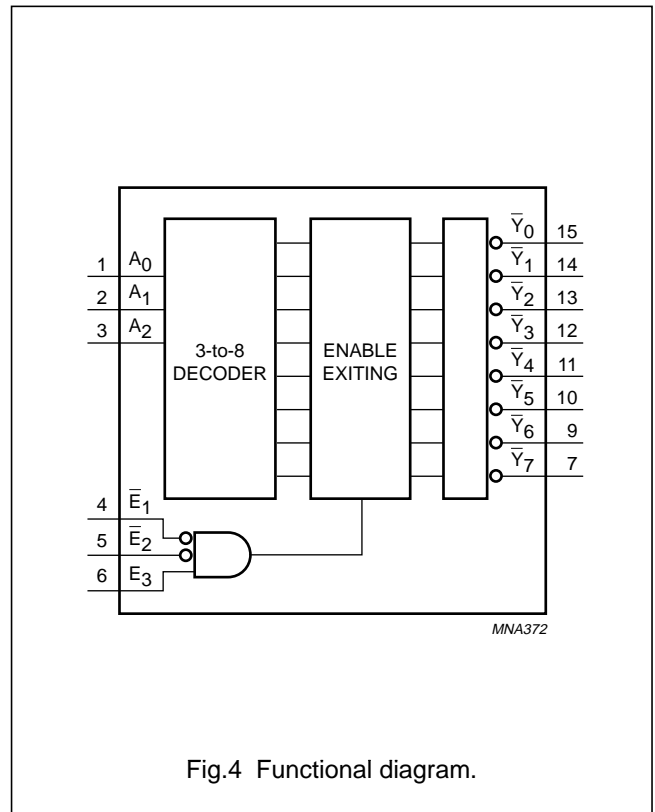 Y̅0 15
1 A0 Y̅1 14
2 A1 Y̅2 13
3 A2 Y̅3 12
3-to-8 ENABLE Y̅4 11
DECODER EXITING Y̅5 10
Y̅6 9
Y̅7 7
4 E̅1
5 E̅2
6 E3
MNA372
Fig.4 Functional diagram.